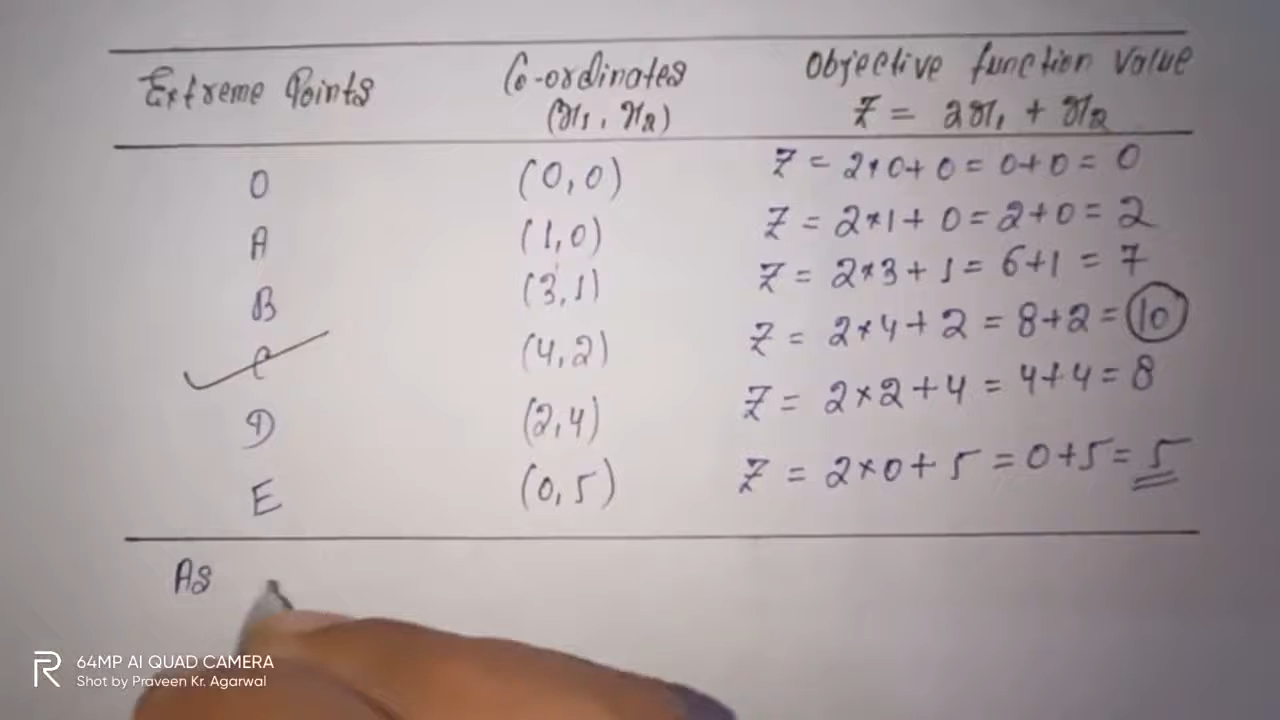 Extreme Points Co-ordinates (x₁, x₂) Objective function value Z = 2x₁ + x₂
O (0,0) Z = 2×0+0 = 0+0 = 0
A (1,0) Z = 2×1+0 = 2+0 = 2
B (3,1) Z = 2×3+1 = 6+1 = 7
C (4,2) Z = 2×4+2 = 8+2 = 10
D (2,4) Z = 2×2+4 = 4+4 = 8
E (0,5) Z = 2×0+5 = 0+5 = 5
As
64MP AI QUAD CAMERA
Shot by Praveen Kr. Agarwal